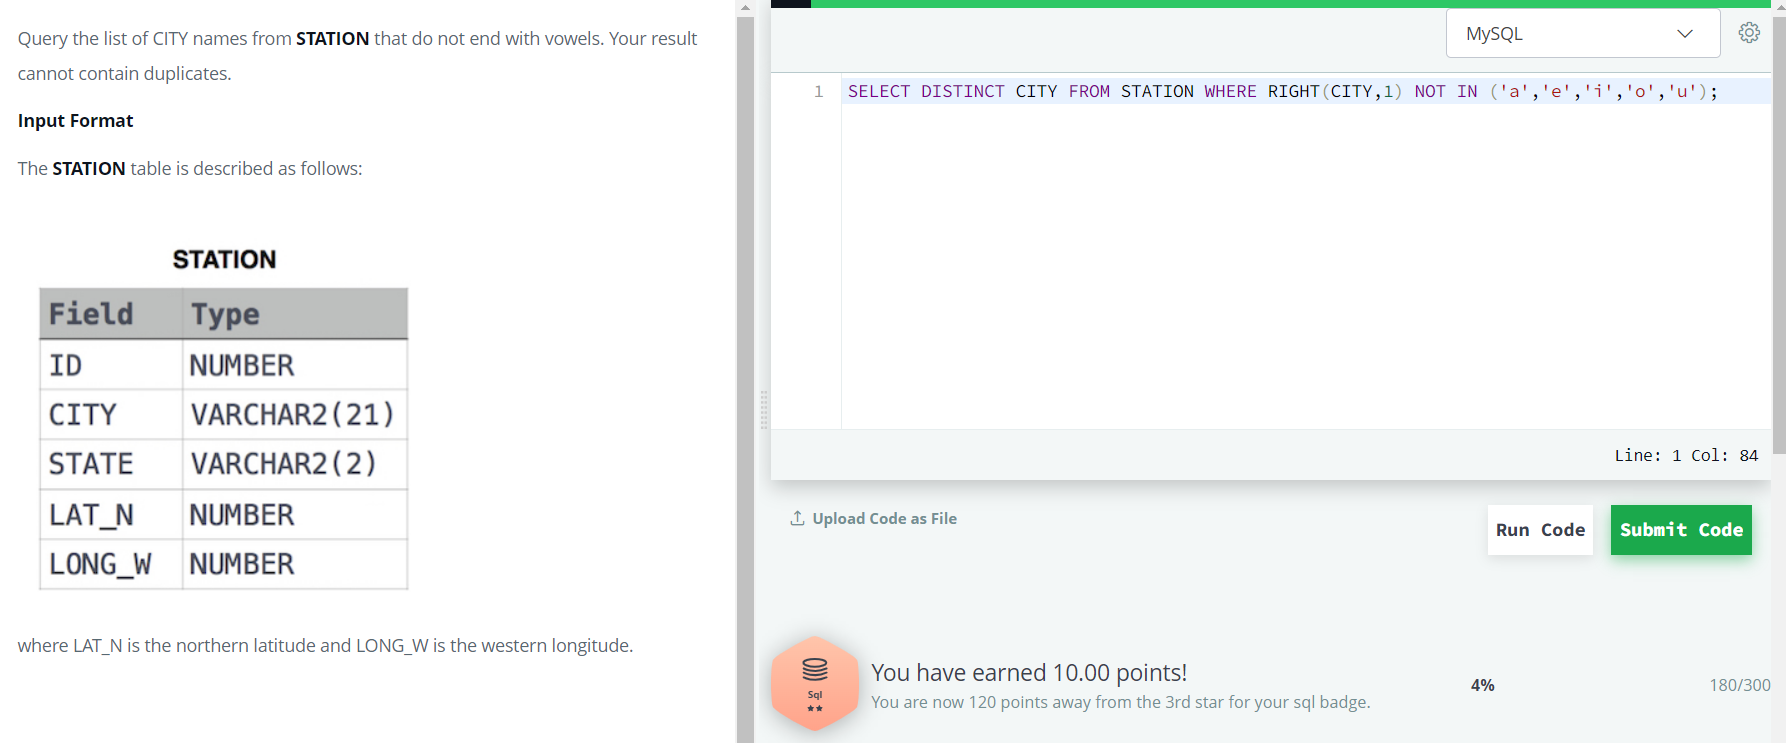 Query the list of CITY names from STATION that do not end with vowels. Your result
cannot contain duplicates.
Input Format
The STATION table is described as follows:
STATION
Field Type
ID NUMBER
CITY VARCHAR2(21)
STATE VARCHAR2(2)
LAT_N NUMBER
LONG_W NUMBER
where LAT_N is the northern latitude and LONG_W is the western longitude.
MySQL
1 SELECT DISTINCT CITY FROM STATION WHERE RIGHT(CITY,1) NOT IN ('a','e','i','o','u');
Line: 1 Col: 84
Upload Code as File
Run Code
Submit Code
Sql
You have earned 10.00 points!
You are now 120 points away from the 3rd star for your sql badge.
4%
180/300